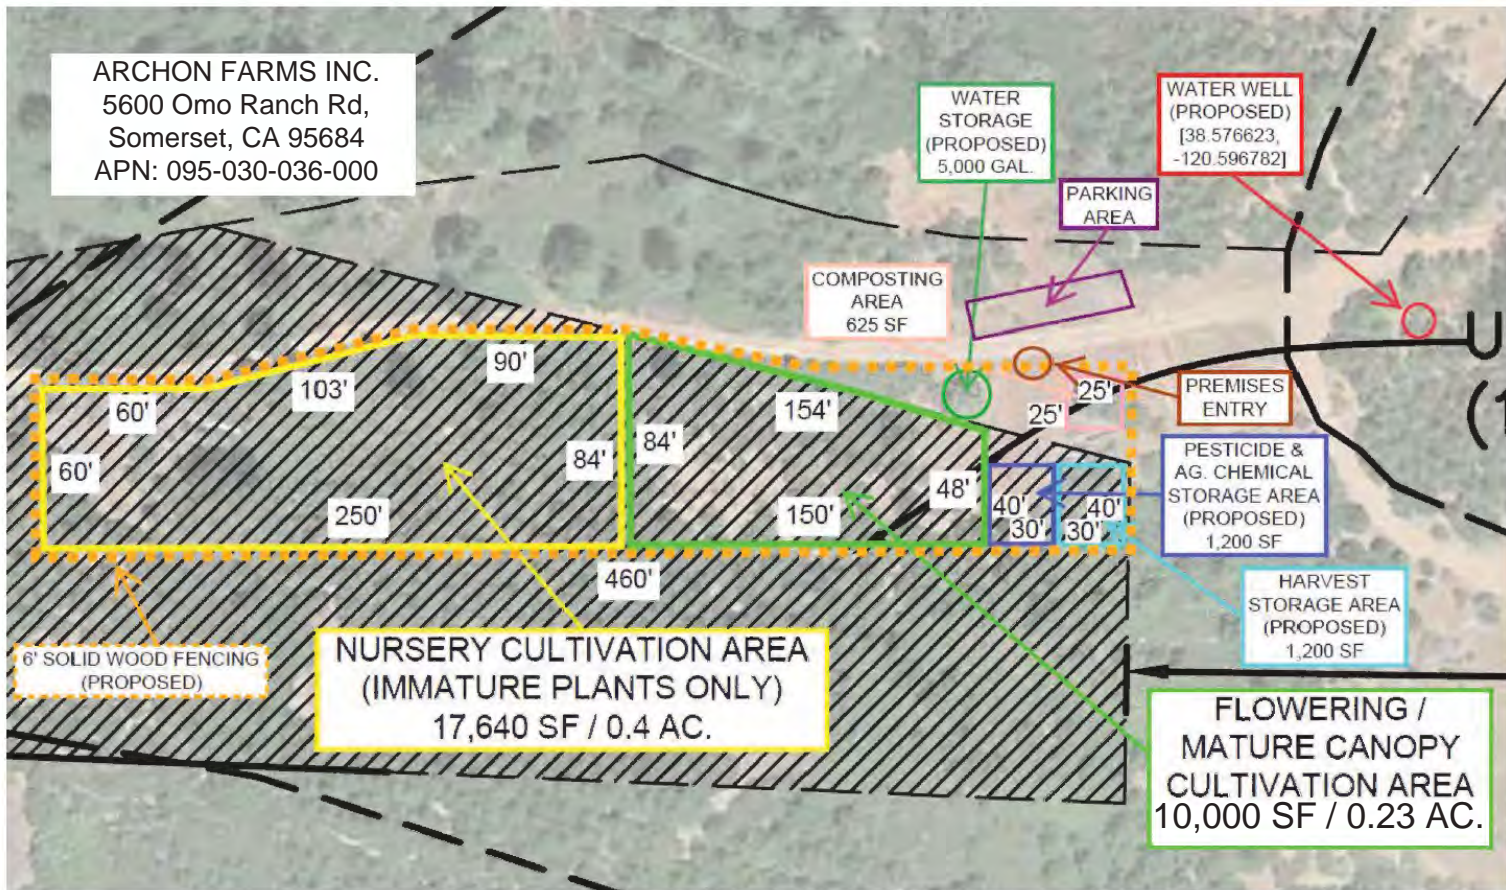 ARCHON FARMS INC.
5600 Omo Ranch Rd,
Somerset, CA 95684
APN: 095-030-036-000
WATER
STORAGE
(PROPOSED)
5,000 GAL.
WATER WELL
(PROPOSED)
[38.576623,
-120.596782]
PARKING
AREA
COMPOSTING
AREA
625 SF
U
(1
PREMISES
ENTRY
60'
103'
90'
60'
84'
250'
84'
154'
48'
150'
25'
25'
40'
30'
40'
30'
460'
PESTICIDE &
AG. CHEMICAL
STORAGE AREA
(PROPOSED)
1,200 SF
HARVEST
STORAGE AREA
(PROPOSED)
1,200 SF
6' SOLID WOOD FENCING
(PROPOSED)
NURSERY CULTIVATION AREA
(IMMATURE PLANTS ONLY)
17,640 SF / 0.4 AC.
FLOWERING /
MATURE CANOPY
CULTIVATION AREA
10,000 SF / 0.23 AC.